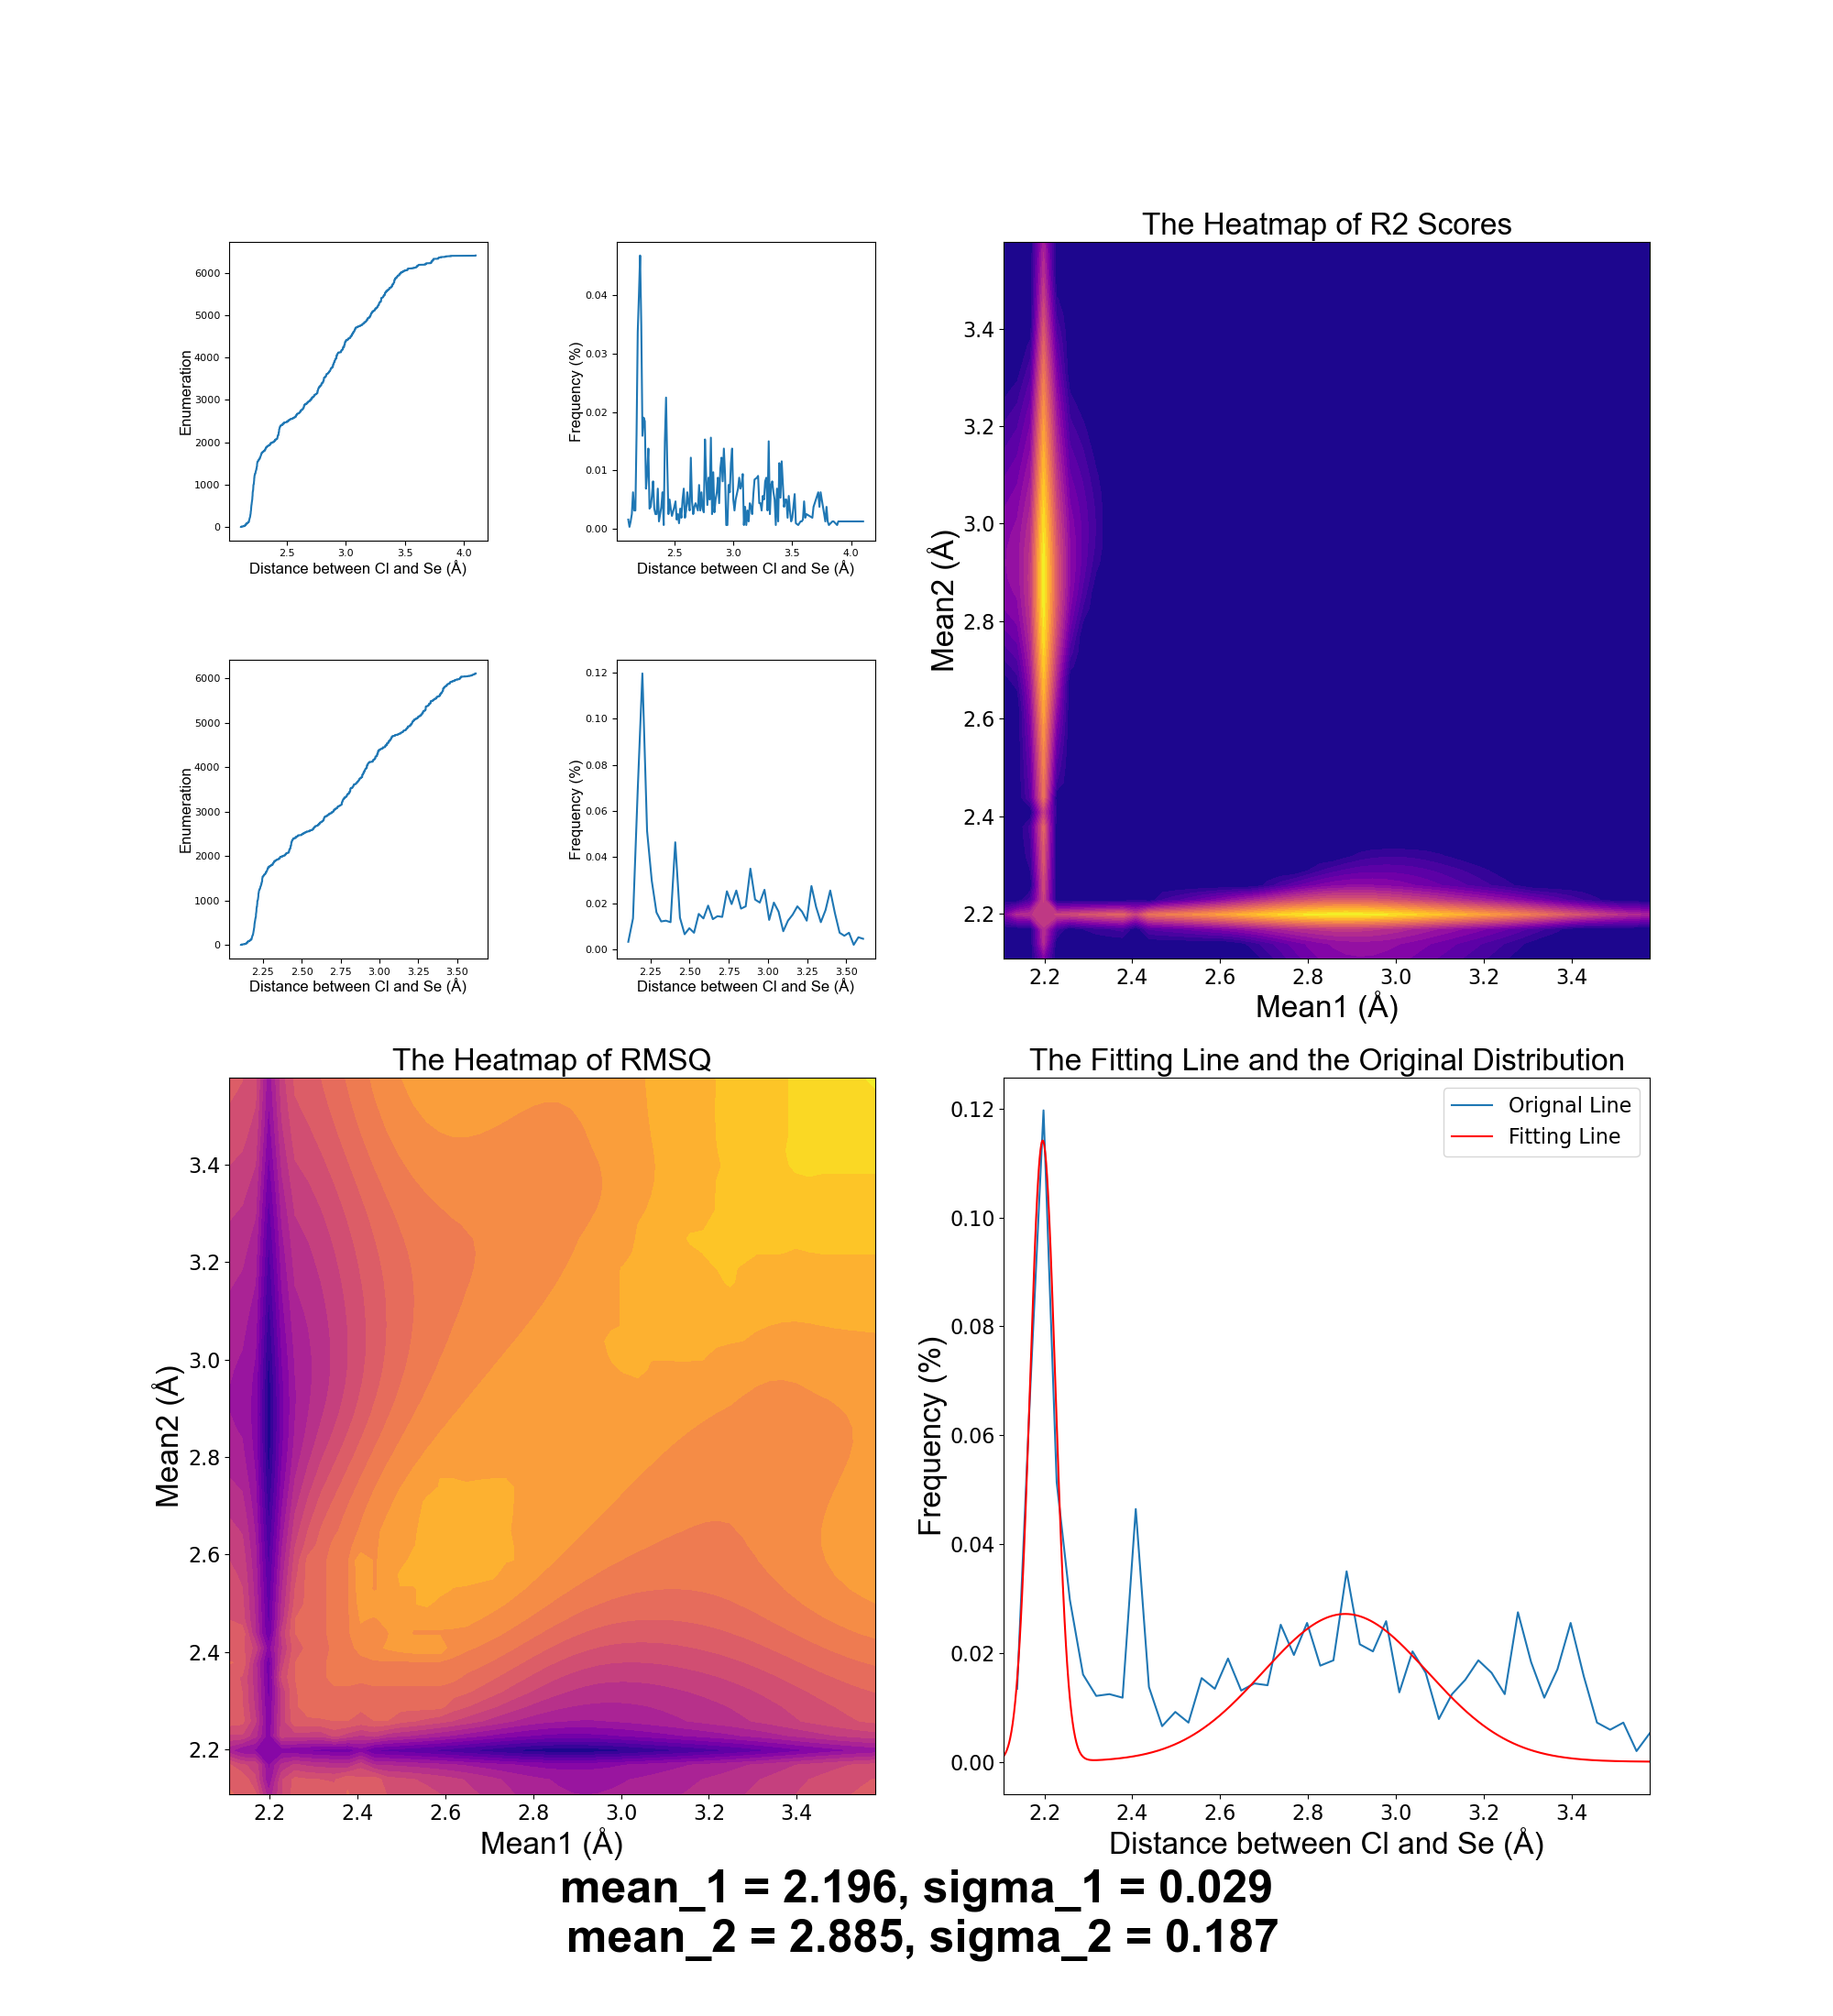 6000
5000
4000
3000
2000
1000
0
Enumeration
2.5 3.0 3.5 4.0
Distance between Cl and Se (Å)
0.04
0.03
0.02
0.01
0.00
Frequency (%)
2.5 3.0 3.5 4.0
Distance between Cl and Se (Å)
The Heatmap of R2 Scores
3.4
3.2
3.0
2.8
2.6
2.4
2.2
Mean2 (Å)
2.2 2.4 2.6 2.8 3.0 3.2 3.4
Mean1 (Å)
6000
5000
4000
3000
2000
1000
0
Enumeration
2.25 2.50 2.75 3.00 3.25 3.50
Distance between Cl and Se (Å)
0.12
0.10
0.08
0.06
0.04
0.02
0.00
Frequency (%)
2.25 2.50 2.75 3.00 3.25 3.50
Distance between Cl and Se (Å)
The Heatmap of RMSQ
3.4
3.2
3.0
2.8
2.6
2.4
2.2
Mean2 (Å)
2.2 2.4 2.6 2.8 3.0 3.2 3.4
Mean1 (Å)
The Fitting Line and the Original Distribution
Orignal Line
Fitting Line
0.12
0.10
0.08
0.06
0.04
0.02
0.00
Frequency (%)
2.2 2.4 2.6 2.8 3.0 3.2 3.4
Distance between Cl and Se (Å)
mean_1 = 2.196, sigma_1 = 0.029
mean_2 = 2.885, sigma_2 = 0.187